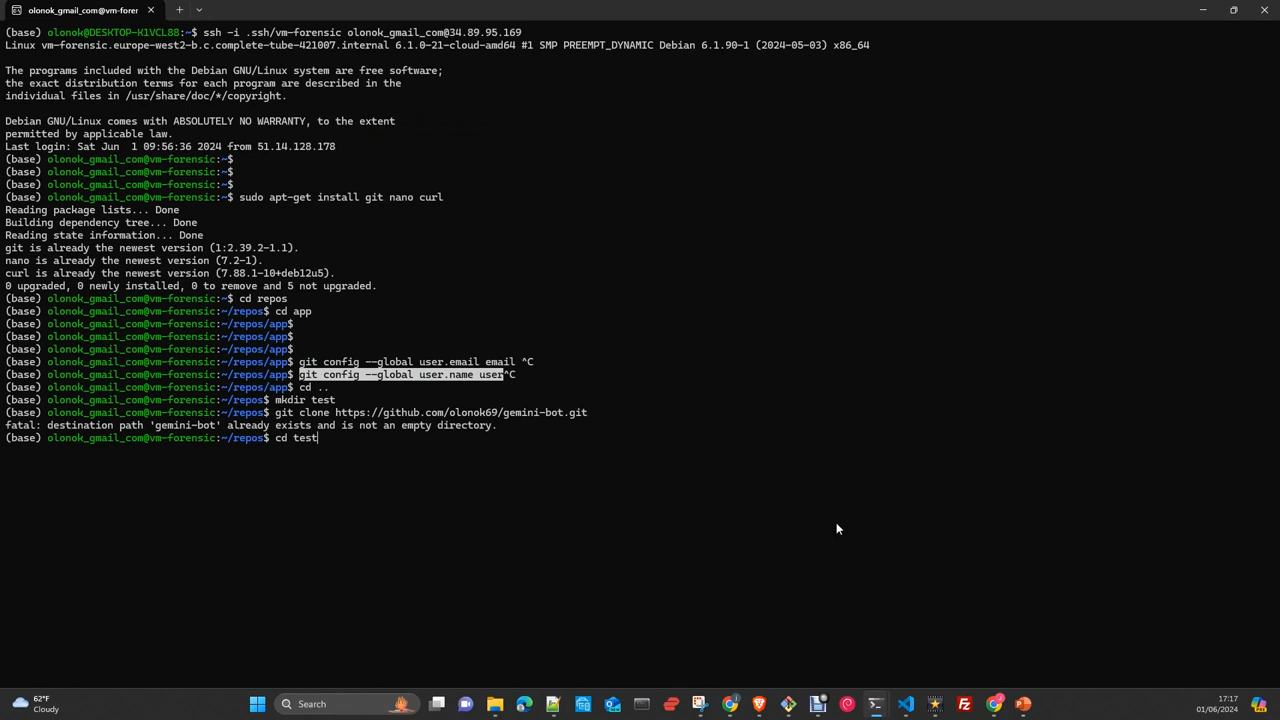 olonok_gmail_com@vm-forer
(base) olonok@DESKTOP-K1VCL88:~$ ssh -i .ssh/vm-forensic olonok_gmail_com@34.89.95.169
Linux vm-forensic.europe-west2-b.c.complete-tube-421007.internal 6.1.0-21-cloud-amd64 #1 SMP PREEMPT_DYNAMIC Debian 6.1.90-1 (2024-05-03) x86_64
The programs included with the Debian GNU/Linux system are free software;
the exact distribution terms for each program are described in the
individual files in /usr/share/doc/*/copyright.
Debian GNU/Linux comes with ABSOLUTELY NO WARRANTY, to the extent
permitted by applicable law.
Last login: Sat Jun  1 09:56:36 2024 from 51.14.128.178
(base) olonok_gmail_com@vm-forensic:~$
(base) olonok_gmail_com@vm-forensic:~$
(base) olonok_gmail_com@vm-forensic:~$
(base) olonok_gmail_com@vm-forensic:~$ sudo apt-get install git nano curl
Reading package lists... Done
Building dependency tree... Done
Reading state information... Done
git is already the newest version (1:2.39.2-1.1).
nano is already the newest version (7.2-1).
curl is already the newest version (7.88.1-10+deb12u5).
0 upgraded, 0 newly installed, 0 to remove and 5 not upgraded.
(base) olonok_gmail_com@vm-forensic:~$ cd repos
(base) olonok_gmail_com@vm-forensic:~/repos$ cd app
(base) olonok_gmail_com@vm-forensic:~/repos/app$
(base) olonok_gmail_com@vm-forensic:~/repos/app$
(base) olonok_gmail_com@vm-forensic:~/repos/app$
(base) olonok_gmail_com@vm-forensic:~/repos/app$ git config --global user.email email ^C
(base) olonok_gmail_com@vm-forensic:~/repos/app$ git config --global user.name user^C
(base) olonok_gmail_com@vm-forensic:~/repos/app$ cd ..
(base) olonok_gmail_com@vm-forensic:~/repos$ mkdir test
(base) olonok_gmail_com@vm-forensic:~/repos$ git clone https://github.com/olonok69/gemini-bot.git
fatal: destination path 'gemini-bot' already exists and is not an empty directory.
(base) olonok_gmail_com@vm-forensic:~/repos$ cd test
62°F
Cloudy
Search
17:17
01/06/2024